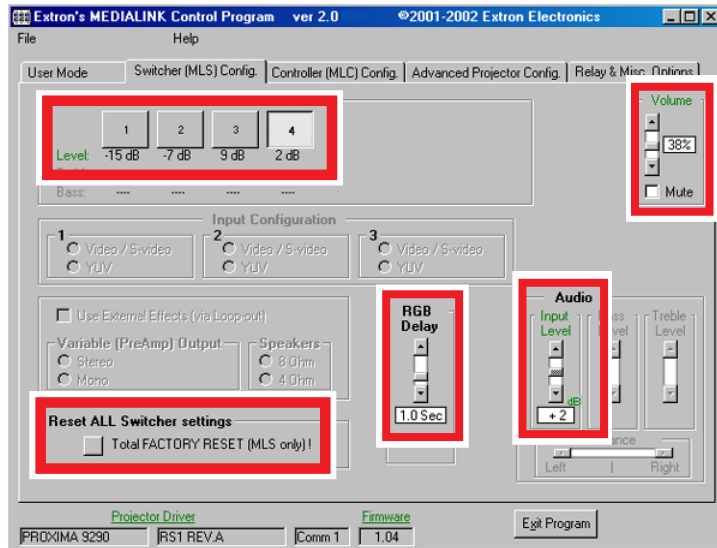 Extron's MEDIALINK Control Program ver 2.0 ©2001-2002 Extron Electronics
File Help
User Mode Switcher (MLS) Config. Controller (MLC) Config. Advanced Projector Config. Relay & Misc. Options
Volume
1 2 3 4
Level: -15 dB -7 dB 9 dB 2 dB
38%
Bass: ---- ---- ---- ----
Mute
Input Configuration
1 2 3
Video / S-video Video / S-video Video / S-video
YUV YUV YUV
Use External Effects (via Loop-out)
Variable (PreAmp) Output Speakers
Stereo 8 Ohm
Mono 4 Ohm
RGB
Delay
1.0 Sec
Audio
Input Level Treble Level
dB
+2
Left | Right
Reset ALL Switcher settings
Total FACTORY RESET (MLS only) !
Projector Driver Firmware
PROXIMA 9290 RS1 REV.A Comm 1 1.04
Exit Program